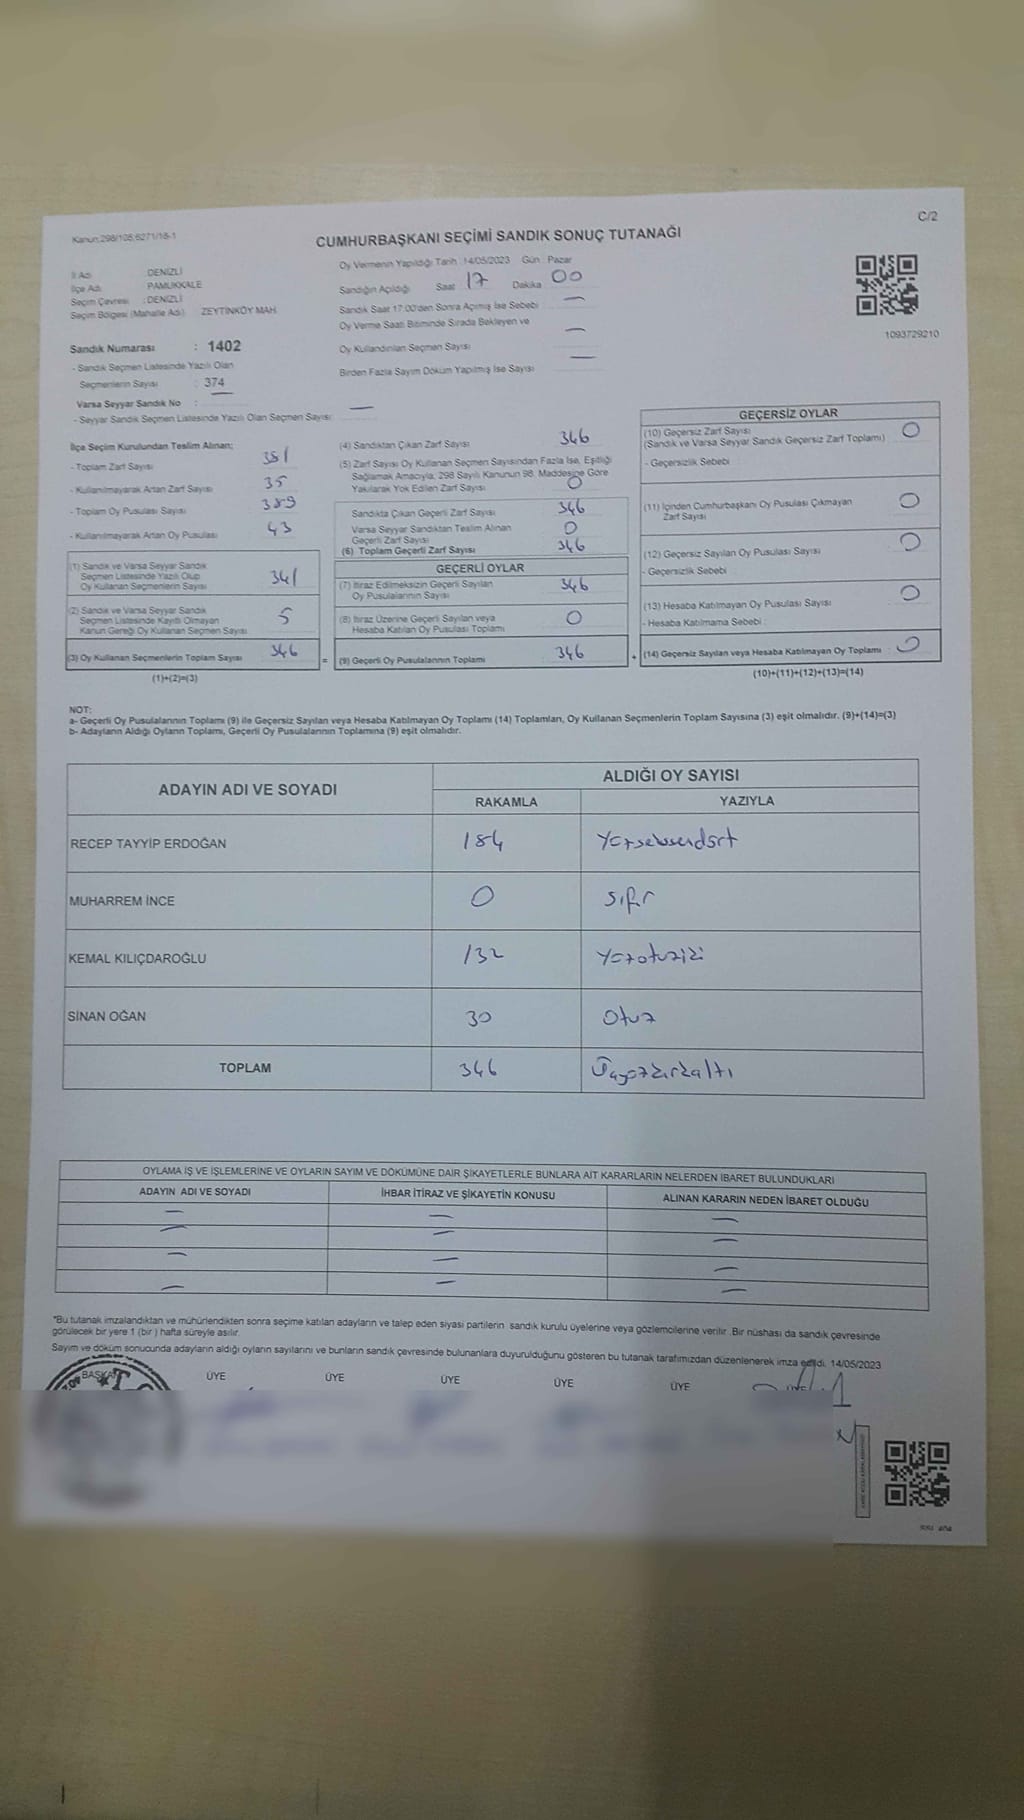 Kanun:298/105;6271/16-1
C/2
CUMHURBAŞKANI SEÇİMİ SANDIK SONUÇ TUTANAĞI
İl Adı : DENİZLİ
İlçe Adı : PAMUKKALE
Seçim Çevresi : DENİZLİ
Seçim Bölgesi (Mahalle Adı) ZEYTİNKÖY MAH.
Oy Vermenin Yapıldığı Tarih : 14/05/2023 Gün : Pazar
Sandığın Açıldığı Saat 17 Dakika 00
Sandık Saat 17:00'den Sonra Açılmış İse Sebebi —
Oy Verme Saati Bitiminde Sırada Bekleyen ve
Oy Kullandırılan Seçmen Sayısı —
Birden Fazla Sayım Döküm Yapılmış İse Sayısı —
1093729210
Sandık Numarası : 1402
- Sandık Seçmen Listesinde Yazılı Olan
Seçmenlerin Sayısı : 374
Varsa Seyyar Sandık No : —
- Seyyar Sandık Seçmen Listesinde Yazılı Olan Seçmen Sayısı : —
İlçe Seçim Kurulundan Teslim Alınan;
- Toplam Zarf Sayısı 381
- Kullanılmayarak Artan Zarf Sayısı 35
- Toplam Oy Pusulası Sayısı 389
- Kullanılmayarak Artan Oy Pusulası 43
(1) Sandık ve Varsa Seyyar Sandık
Seçmen Listesinde Yazılı Olup
Oy Kullanan Seçmenlerin Sayısı 341
(2) Sandık ve Varsa Seyyar Sandık
Seçmen Listesinde Kayıtlı Olmayan
Kanun Gereği Oy Kullanan Seçmen Sayısı 5
(3) Oy Kullanan Seçmenlerin Toplam Sayısı 346
(1)+(2)=(3)
(4) Sandıktan Çıkan Zarf Sayısı 346
(5) Zarf Sayısı Oy Kullanan Seçmen Sayısından Fazla İse, Eşitliği
Sağlamak Amacıyla, 298 Sayılı Kanunun 98. Maddesine Göre
Yakılarak Yok Edilen Zarf Sayısı 0
Sandıkta Çıkan Geçerli Zarf Sayısı 346
Varsa Seyyar Sandıktan Teslim Alınan
Geçerli Zarf Sayısı 0
(6) Toplam Geçerli Zarf Sayısı 346
GEÇERLİ OYLAR
(7) İtiraz Edilmeksizin Geçerli Sayılan
Oy Pusulalarının Sayısı 346
(8) İtiraz Üzerine Geçerli Sayılan veya
Hesaba Katılan Oy Pusulası Toplamı 0
= (9) Geçerli Oy Pusulalarının Toplamı 346
GEÇERSİZ OYLAR
(10) Geçersiz Zarf Sayısı
(Sandık ve Varsa Seyyar Sandık Geçersiz Zarf Toplamı) 0
- Geçersizlik Sebebi :
(11) İçinden Cumhurbaşkanı Oy Pusulası Çıkmayan
Zarf Sayısı 0
(12) Geçersiz Sayılan Oy Pusulası Sayısı 0
- Geçersizlik Sebebi :
(13) Hesaba Katılmayan Oy Pusulası Sayısı 0
- Hesaba Katılmama Sebebi :
+ (14) Geçersiz Sayılan veya Hesaba Katılmayan Oy Toplamı : 0
(10)+(11)+(12)+(13)=(14)
NOT:
a- Geçerli Oy Pusulalarının Toplamı (9) ile Geçersiz Sayılan veya Hesaba Katılmayan Oy Toplamı (14) Toplamları, Oy Kullanan Seçmenlerin Toplam Sayısına (3) eşit olmalıdır. (9)+(14)=(3)
b- Adayların Aldığı Oyların Toplamı, Geçerli Oy Pusulalarının Toplamına (9) eşit olmalıdır.
ADAYIN ADI VE SOYADI
ALDIĞI OY SAYISI
RAKAMLA YAZIYLA
RECEP TAYYİP ERDOĞAN 184 Yüzseksendört
MUHARREM İNCE 0 Sıfır
KEMAL KILIÇDAROĞLU 132 Yüzotuziki
SİNAN OĞAN 30 Otuz
TOPLAM 346 Üçyüzkırkaltı
OYLAMA İŞ VE İŞLEMLERİNE VE OYLARIN SAYIM VE DÖKÜMÜNE DAİR ŞİKAYETLERLE BUNLARA AİT KARARLARIN NELERDEN İBARET BULUNDUKLARI
ADAYIN ADI VE SOYADI İHBAR İTİRAZ VE ŞİKAYETİN KONUSU ALINAN KARARIN NEDEN İBARET OLDUĞU
— — —
— — —
— — —
— — —
*Bu tutanak imzalandıktan ve mühürlendikten sonra seçime katılan adayların ve talep eden siyasi partilerin sandık kurulu üyelerine veya gözlemcilerine verilir. Bir nüshası da sandık çevresinde
görülecek bir yere 1 (bir ) hafta süreyle asılır.
Sayım ve döküm sonucunda adayların aldığı oyların sayılarını ve bunların sandık çevresinde bulunanlara duyurulduğunu gösteren bu tutanak tarafımızdan düzenlenerek imza edildi. 14/05/2023
BAŞKAN ÜYE ÜYE ÜYE ÜYE ÜYE